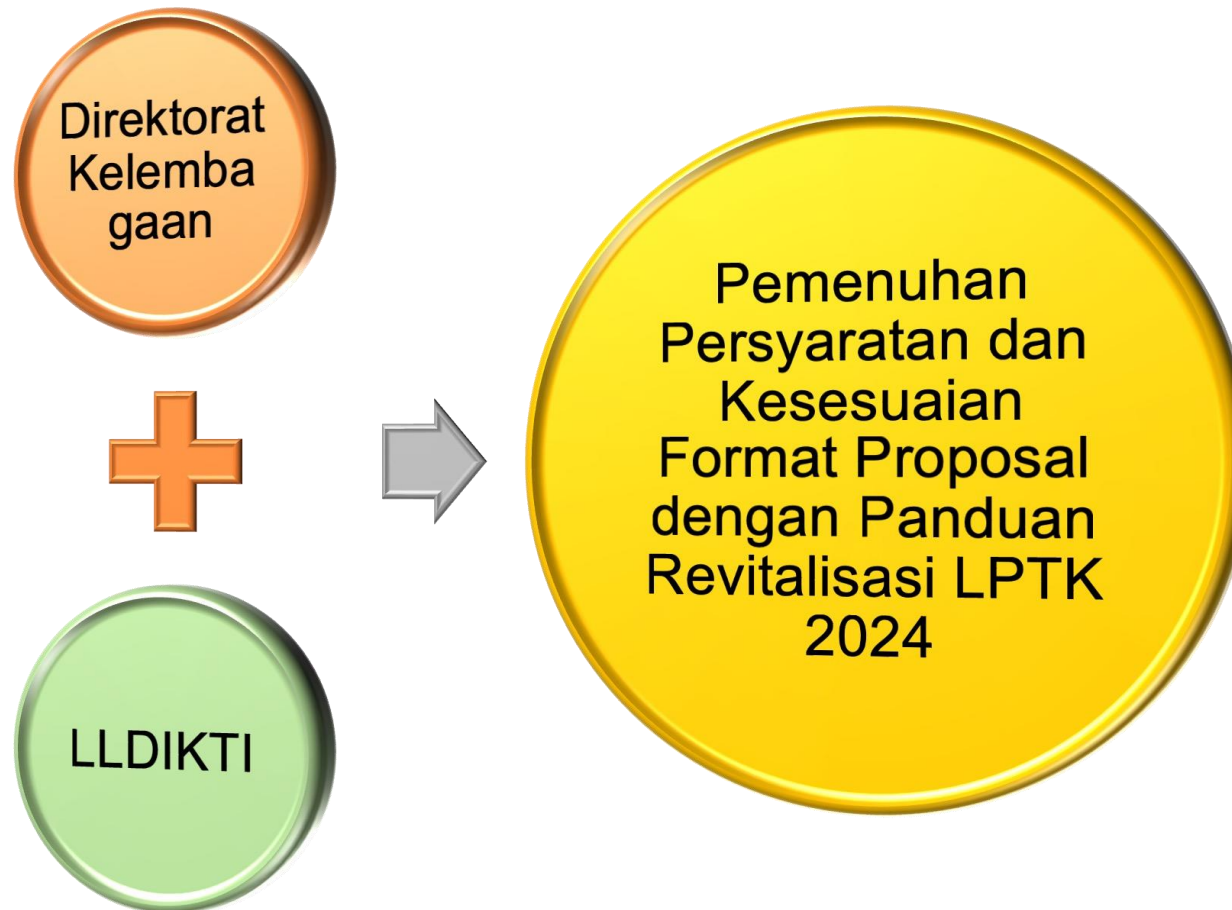 Direktorat
Kelemba
gaan
LLDIKTI
Pemenuhan
Persyaratan dan
Kesesuaian
Format Proposal
dengan Panduan
Revitalisasi LPTK
2024